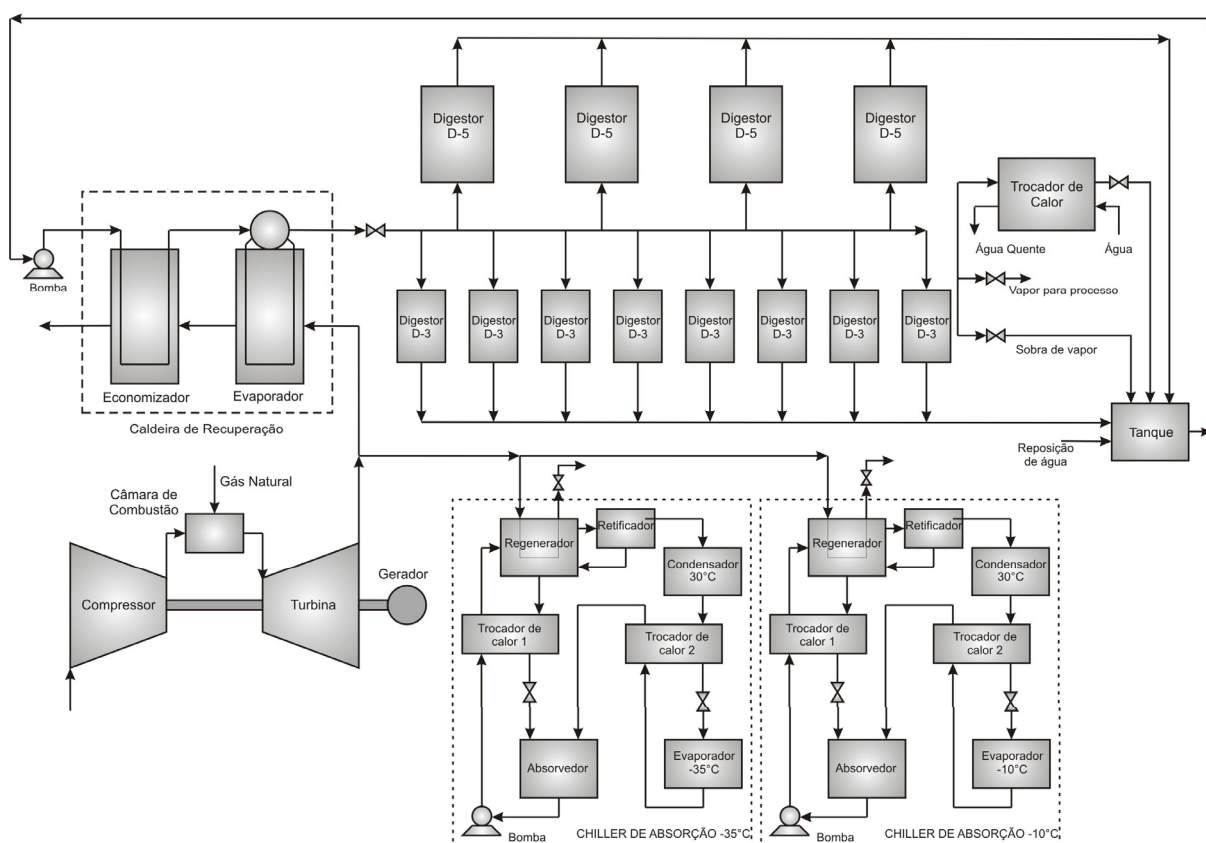 Digestor
D-5
Digestor
D-5
Digestor
D-5
Digestor
D-5
Trocador de
Calor
Água Quente
Água
Vapor para processo
Sobra de vapor
Bomba
Digestor
D-3
Digestor
D-3
Digestor
D-3
Digestor
D-3
Digestor
D-3
Digestor
D-3
Digestor
D-3
Digestor
D-3
Economizador
Evaporador
Caldeira de Recuperação
Tanque
Reposição
de água
Gás Natural
Câmara de
Combustão
Compressor
Turbina
Gerador
Regenerador
Retificador
Condensador
30°C
Trocador de
calor 1
Trocador de
calor 2
Absorvedor
Evaporador
-35°C
Bomba
CHILLER DE ABSORÇÃO -35°C
Regenerador
Retificador
Condensador
30°C
Trocador de
calor 1
Trocador de
calor 2
Absorvedor
Evaporador
-10°C
Bomba
CHILLER DE ABSORÇÃO -10°C